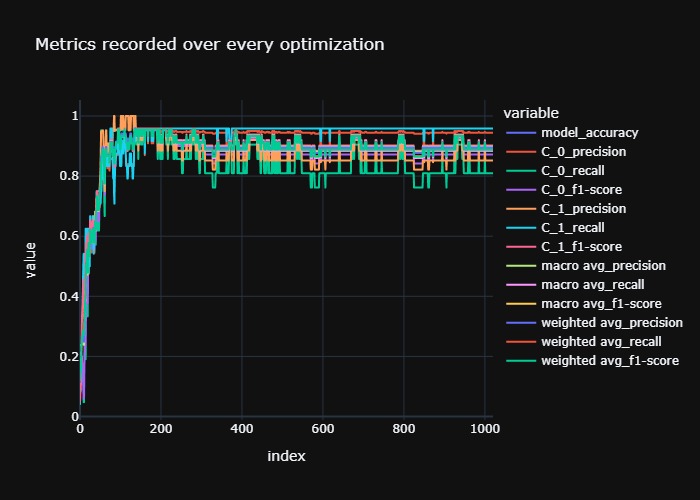 Metrics recorded over every optimization
variable
model_accuracy
C_0_precision
C_0_recall
C_0_f1-score
C_1_precision
C_1_recall
C_1_f1-score
macro avg_precision
macro avg_recall
macro avg_f1-score
weighted avg_precision
weighted avg_recall
weighted avg_f1-score
value
1
0.8
0.6
0.4
0.2
0
0 200 400 600 800 1000
index